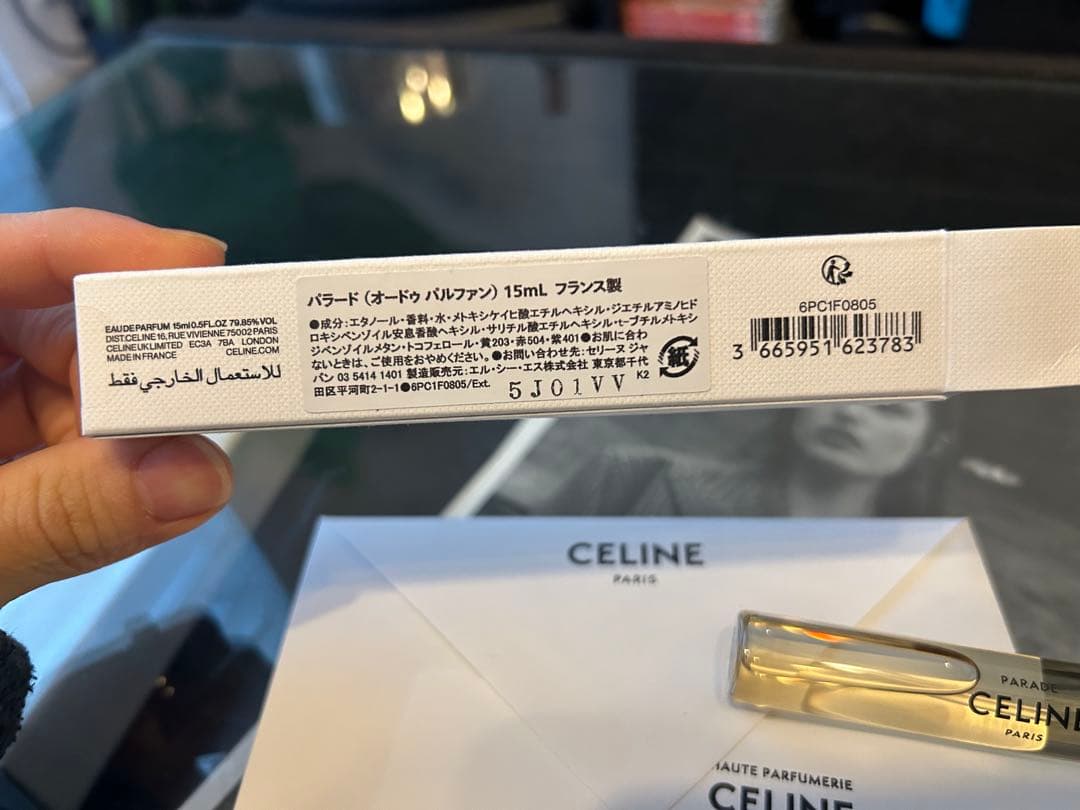 EAU DE PARFUM 15ml 0.5FL.OZ 79.85%VOL
DIST.CELINE 16, RUE VIVIENNE 75002 PARIS
CELINE UK LIMITED EC3A 7BA LONDON
MADE IN FRANCE CELINE.COM
للاستعمال الخارجي فقط
パラード (オードゥ パルファン) 15mL フランス製
●成分:エタノール・香料・水・メトキシケイヒ酸エチルヘキシル・ジエチルアミノヒド
ロキシベンゾイル安息香酸ヘキシル・サリチル酸エチルヘキシル・t-ブチルメトキシ
ジベンゾイルメタン・トコフェロール・黄203・赤504・紫401●お肌に合わ
ないときは、ご使用をおやめください。●お問い合わせ先:セリーヌ ジャ
パン 03 5414 1401 製造販売元:エル・シー・エス株式会社 東京都千代
田区平河町2-1-1●6PC1F0805/Ext. K2
5J01VV
紙
6PC1F0805
3 665951 623783
CELINE
PARIS
PARADE
CELINE
PARIS
HAUTE PARFUMERIE
CELINE